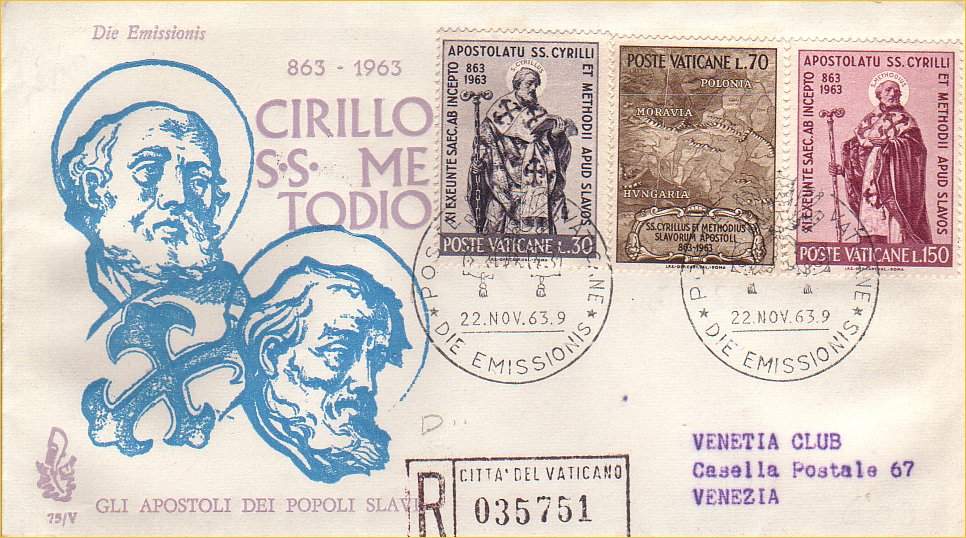 Die Emissionis
863 - 1963
CIRILLO
S·S· ME
TODIO
GLI APOSTOLI DEI POPOLI SLAVI
75/V
APOSTOLATU SS. CYRILLI
ET METHODII APUD SLAVOS
XI EXEUNTE SAEC. AB INCEPTO
863
1963
S. CYRILLUS
POSTE VATICANE L.30
POSTE VATICANE L.70
POLONIA
MORAVIA
HVNGARIA
SS. CYRILLUS ET METHODIUS
SLAVORUM APOSTOLI
863-1963
APOSTOLATU SS. CYRILLI
ET METHODII APUD SLAVOS
XI EXEUNTE SAEC. AB INCEPTO
863
1963
S. METHODIUS
POSTE VATICANE L.150
22.NOV.63.9
★ DIE EMISSIONIS ★
22.NOV.63.9
★ DIE EMISSIONIS ★
D..
R
CITTA' DEL VATICANO
035751
VENETIA CLUB
Casella Postale 67
VENEZIA